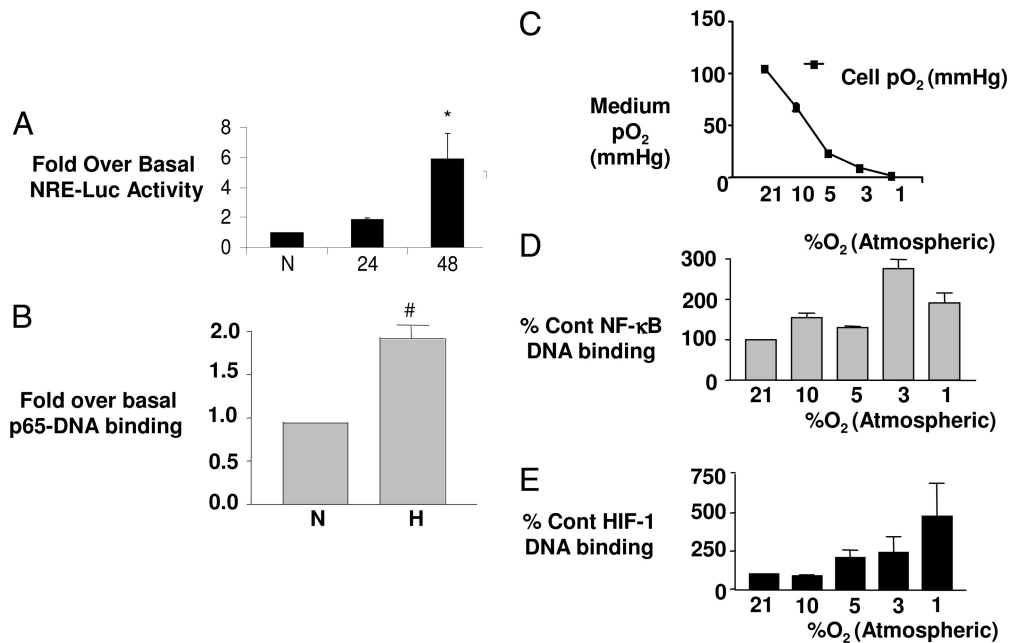 A
Fold Over Basal
NRE-Luc Activity
8
6
4
2
0
*
N 24 48
B
Fold over basal
p65-DNA binding
2.0
1.5
1.0
0.5
0.0
#
N H
C
Medium
pO2
(mmHg)
150
100
50
0
Cell pO2 (mmHg)
21 10 5 3 1
%O2 (Atmospheric)
D
% Cont NF-κB
DNA binding
300
200
100
0
21 10 5 3 1
%O2 (Atmospheric)
E
% Cont HIF-1
DNA binding
750
500
250
0
21 10 5 3 1
%O2 (Atmospheric)